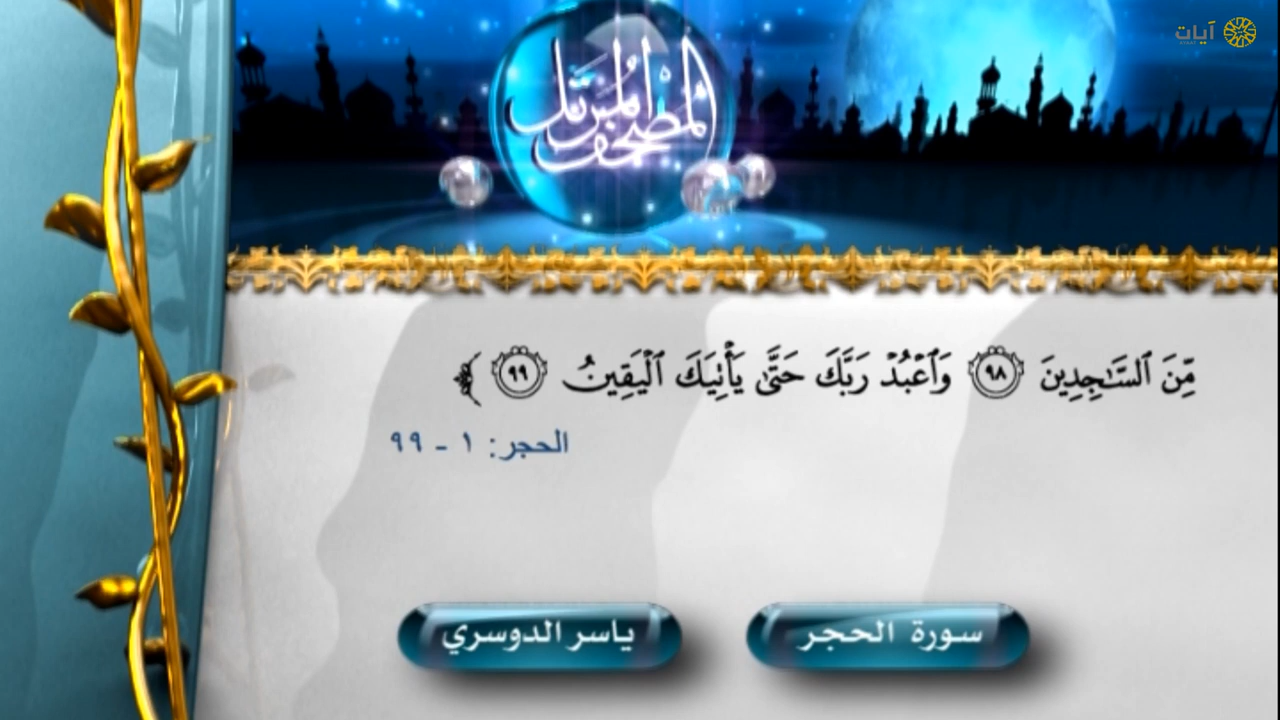 آيات
المصحف المرتل
مِّنَ ٱلسَّٰجِدِينَ ٩٨ وَٱعۡبُدۡ رَبَّكَ حَتَّىٰ يَأۡتِيَكَ ٱلۡيَقِينُ ٩٩ ﴾
الحجر: ١ - ٩٩
سورة الحجر
ياسر الدوسري